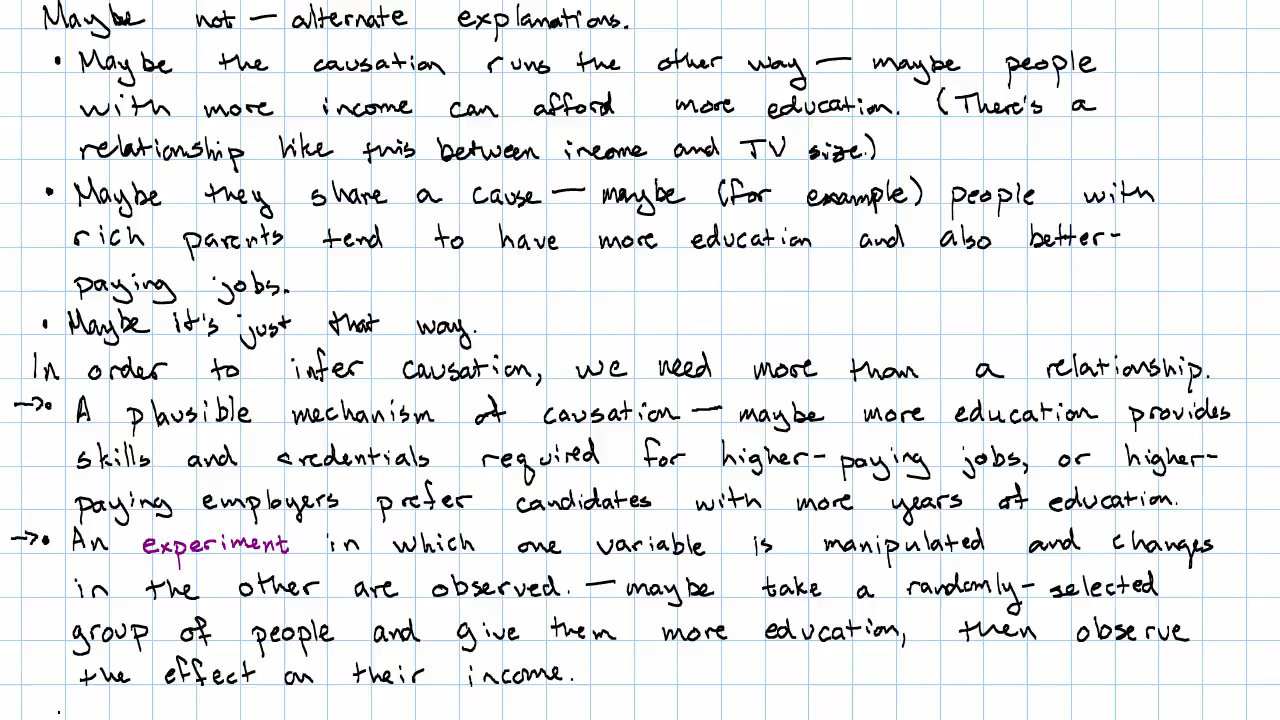 Maybe not — alternate explanations.
• Maybe the causation runs the other way — maybe people
with more income can afford more education. (There's a
relationship like this between income and TV size.)
• Maybe they share a cause — maybe (for example) people with
rich parents tend to have more education and also better-
paying jobs.
• Maybe it's just that way.
In order to infer causation, we need more than a relationship.
→• A plausible mechanism of causation — maybe more education provides
skills and credentials required for higher-paying jobs, or higher-
paying employers prefer candidates with more years of education.
→• An experiment in which one variable is manipulated and changes
in the other are observed. — maybe take a randomly-selected
group of people and give them more education, then observe
the effect on their income.